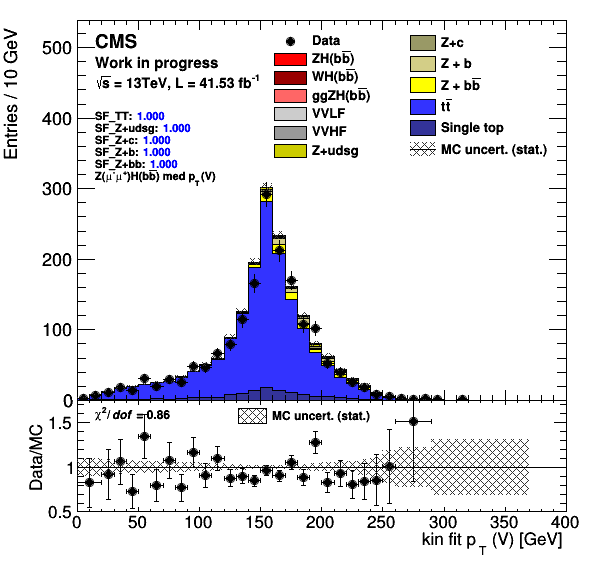 CMS
Work in progress
√s = 13TeV, L = 41.53 fb⁻¹
SF_TT: 1.000
SF_Z+udsg: 1.000
SF_Z+c: 1.000
SF_Z+b: 1.000
SF_Z+bb: 1.000
Z(μ⁻μ⁺)H(bb̅) med p_T(V)
Data
ZH(bb̅)
WH(bb̅)
ggZH(bb̅)
VVLF
VVHF
Z+udsg
Z+c
Z + b
Z + bb̅
tt̅
Single top
MC uncert. (stat.)
Entries / 10 GeV
500
400
300
200
100
0
χ²/dof =0.86
MC uncert. (stat.)
Data/MC
1.5
1
0.5
0 50 100 150 200 250 300 350 400
kin fit p_T (V) [GeV]